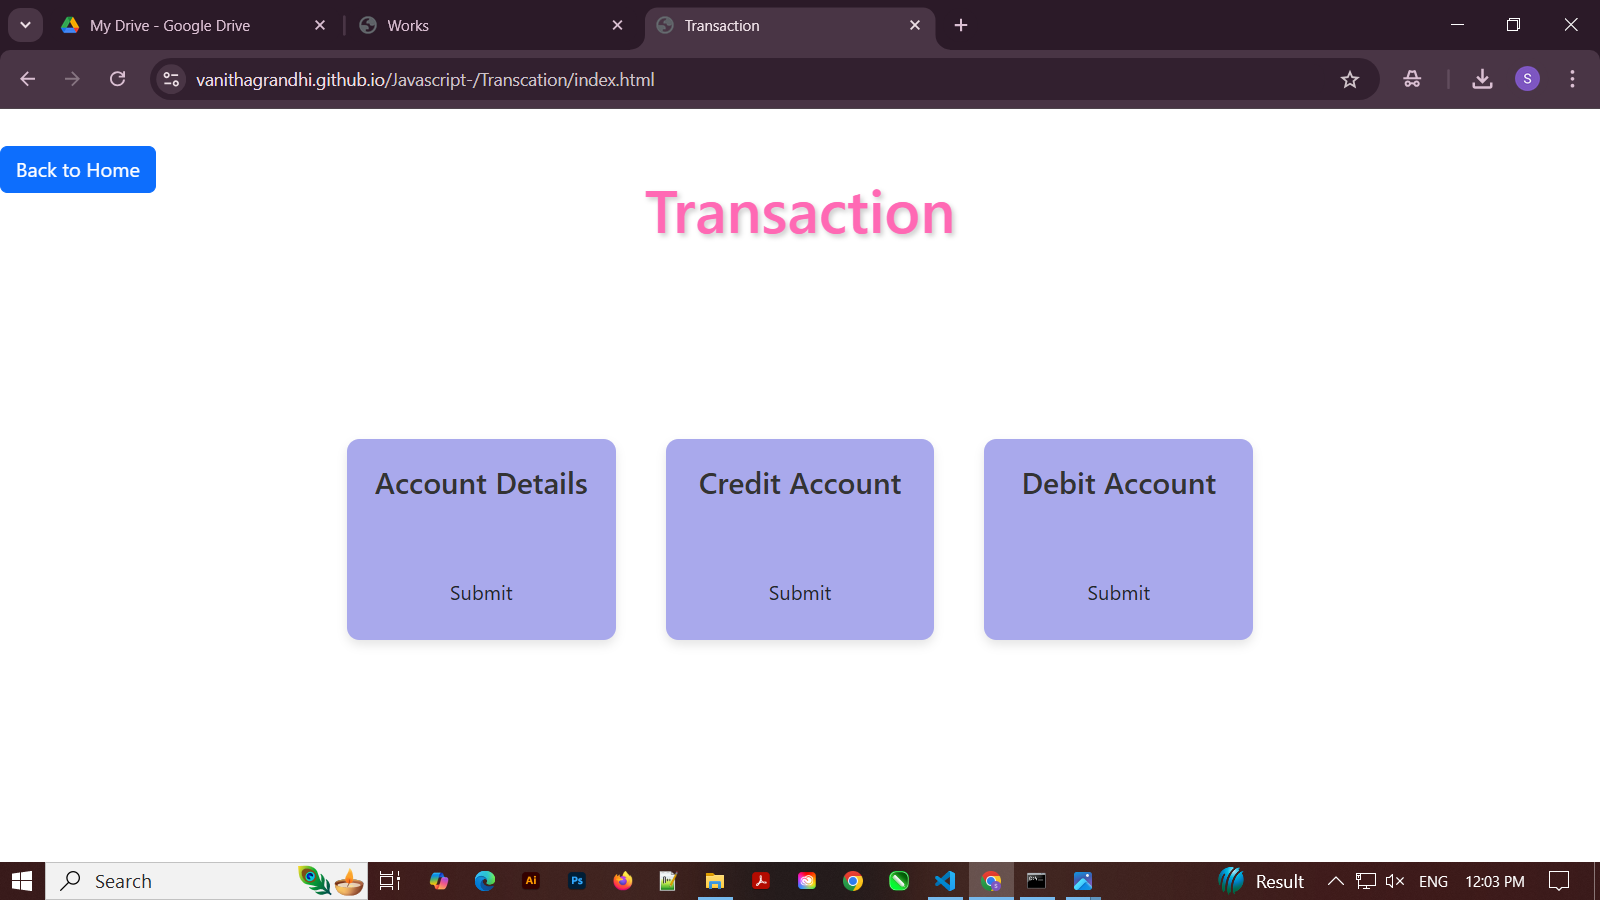 My Drive - Google Drive
Works
Transaction
vanithagrandhi.github.io/Javascript-/Transcation/index.html
S
Back to Home
Transaction
Account Details
Credit Account
Debit Account
Submit
Submit
Submit
Search
Ai
Ps
Result
ENG
12:03 PM